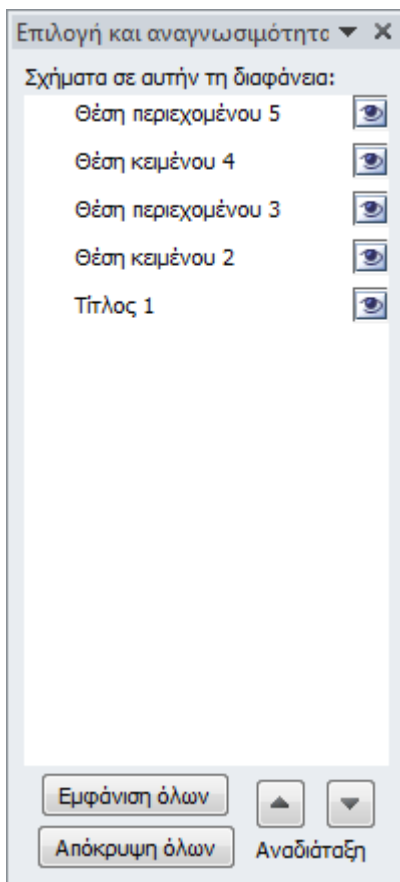 Επιλογή και αναγνωσιμότητα
Σχήματα σε αυτήν τη διαφάνεια:
Θέση περιεχομένου 5
Θέση κειμένου 4
Θέση περιεχομένου 3
Θέση κειμένου 2
Τίτλος 1
Εμφάνιση όλων
Απόκρυψη όλων
Αναδιάταξη